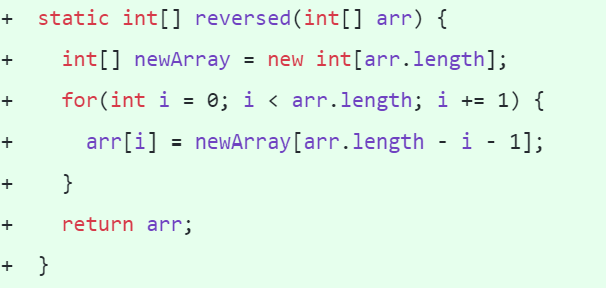 +  static int[] reversed(int[] arr) {
+    int[] newArray = new int[arr.length];
+    for(int i = 0; i < arr.length; i += 1) {
+      arr[i] = newArray[arr.length - i - 1];
+    }
+    return arr;
+  }